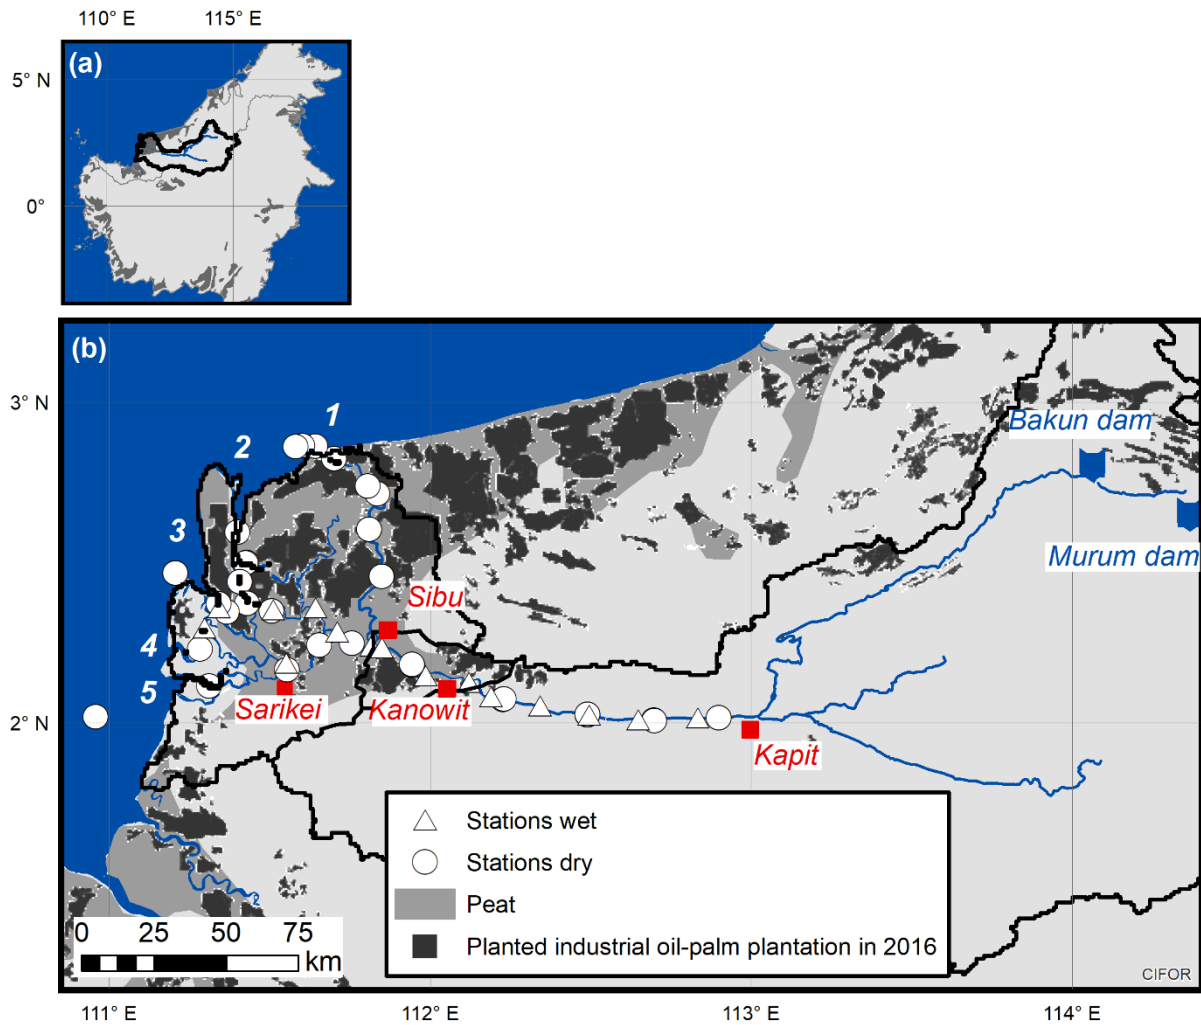 110° E 115° E
(a)
5° N
0°
(b)
3° N
1
2
Bakun dam
3
Murum dam
Sibu
4
5
Sarikei
Kanowit
2° N
Kapit
Stations wet
Stations dry
Peat
Planted industrial oil-palm plantation in 2016
0 25 50 75
km
CIFOR
111° E 112° E 113° E 114° E